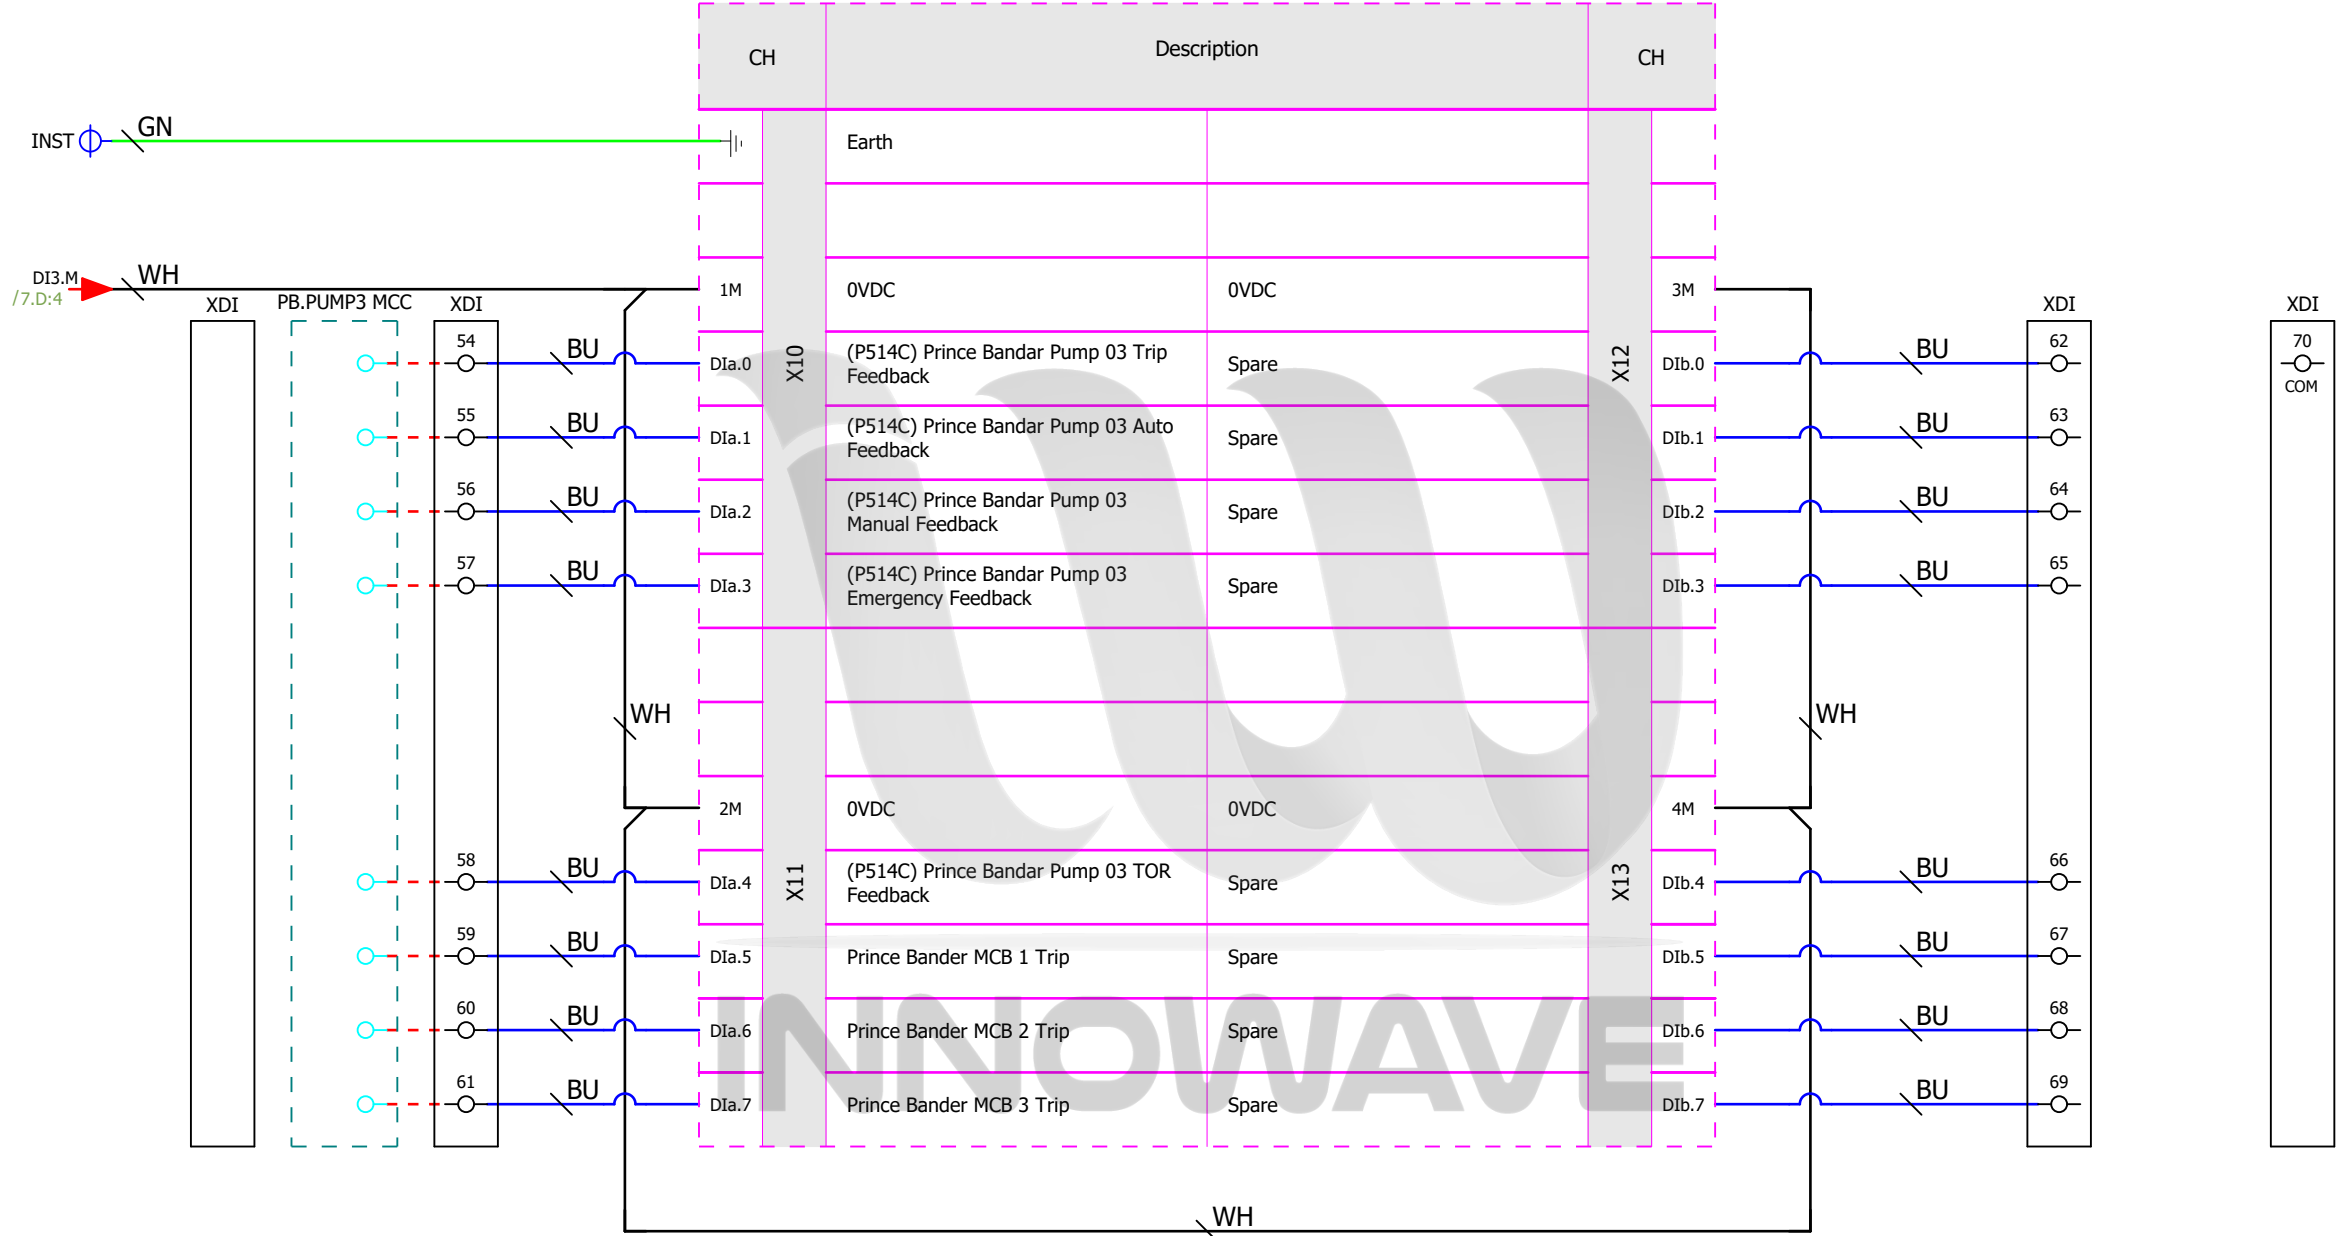 CH
Description
CH
INST
GN
Earth
DI3.M
/7.D:4
WH
1M
0VDC
0VDC
3M
XDI
PB.PUMP3 MCC
XDI
XDI
XDI
X10
X12
54
BU
DIa.0
(P514C) Prince Bandar Pump 03 Trip
Feedback
Spare
DIb.0
BU
62
70
COM
55
BU
DIa.1
(P514C) Prince Bandar Pump 03 Auto
Feedback
Spare
DIb.1
BU
63
56
BU
DIa.2
(P514C) Prince Bandar Pump 03
Manual Feedback
Spare
DIb.2
BU
64
57
BU
DIa.3
(P514C) Prince Bandar Pump 03
Emergency Feedback
Spare
DIb.3
BU
65
WH
WH
2M
0VDC
0VDC
4M
X11
X13
58
BU
DIa.4
(P514C) Prince Bandar Pump 03 TOR
Feedback
Spare
DIb.4
BU
66
59
BU
DIa.5
Prince Bander MCB 1 Trip
Spare
DIb.5
BU
67
60
BU
DIa.6
Prince Bander MCB 2 Trip
Spare
DIb.6
BU
68
INNOWAVE
61
BU
DIa.7
Prince Bander MCB 3 Trip
Spare
DIb.7
BU
69
WH